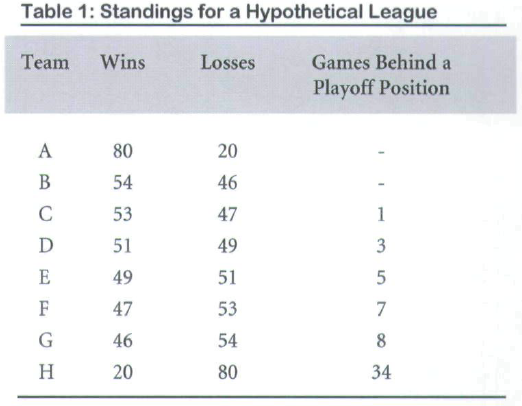 Table 1: Standings for a Hypothetical League
Team Wins Losses Games Behind a
Playoff Position
A 80 20 -
B 54 46 -
C 53 47 1
D 51 49 3
E 49 51 5
F 47 53 7
G 46 54 8
H 20 80 34